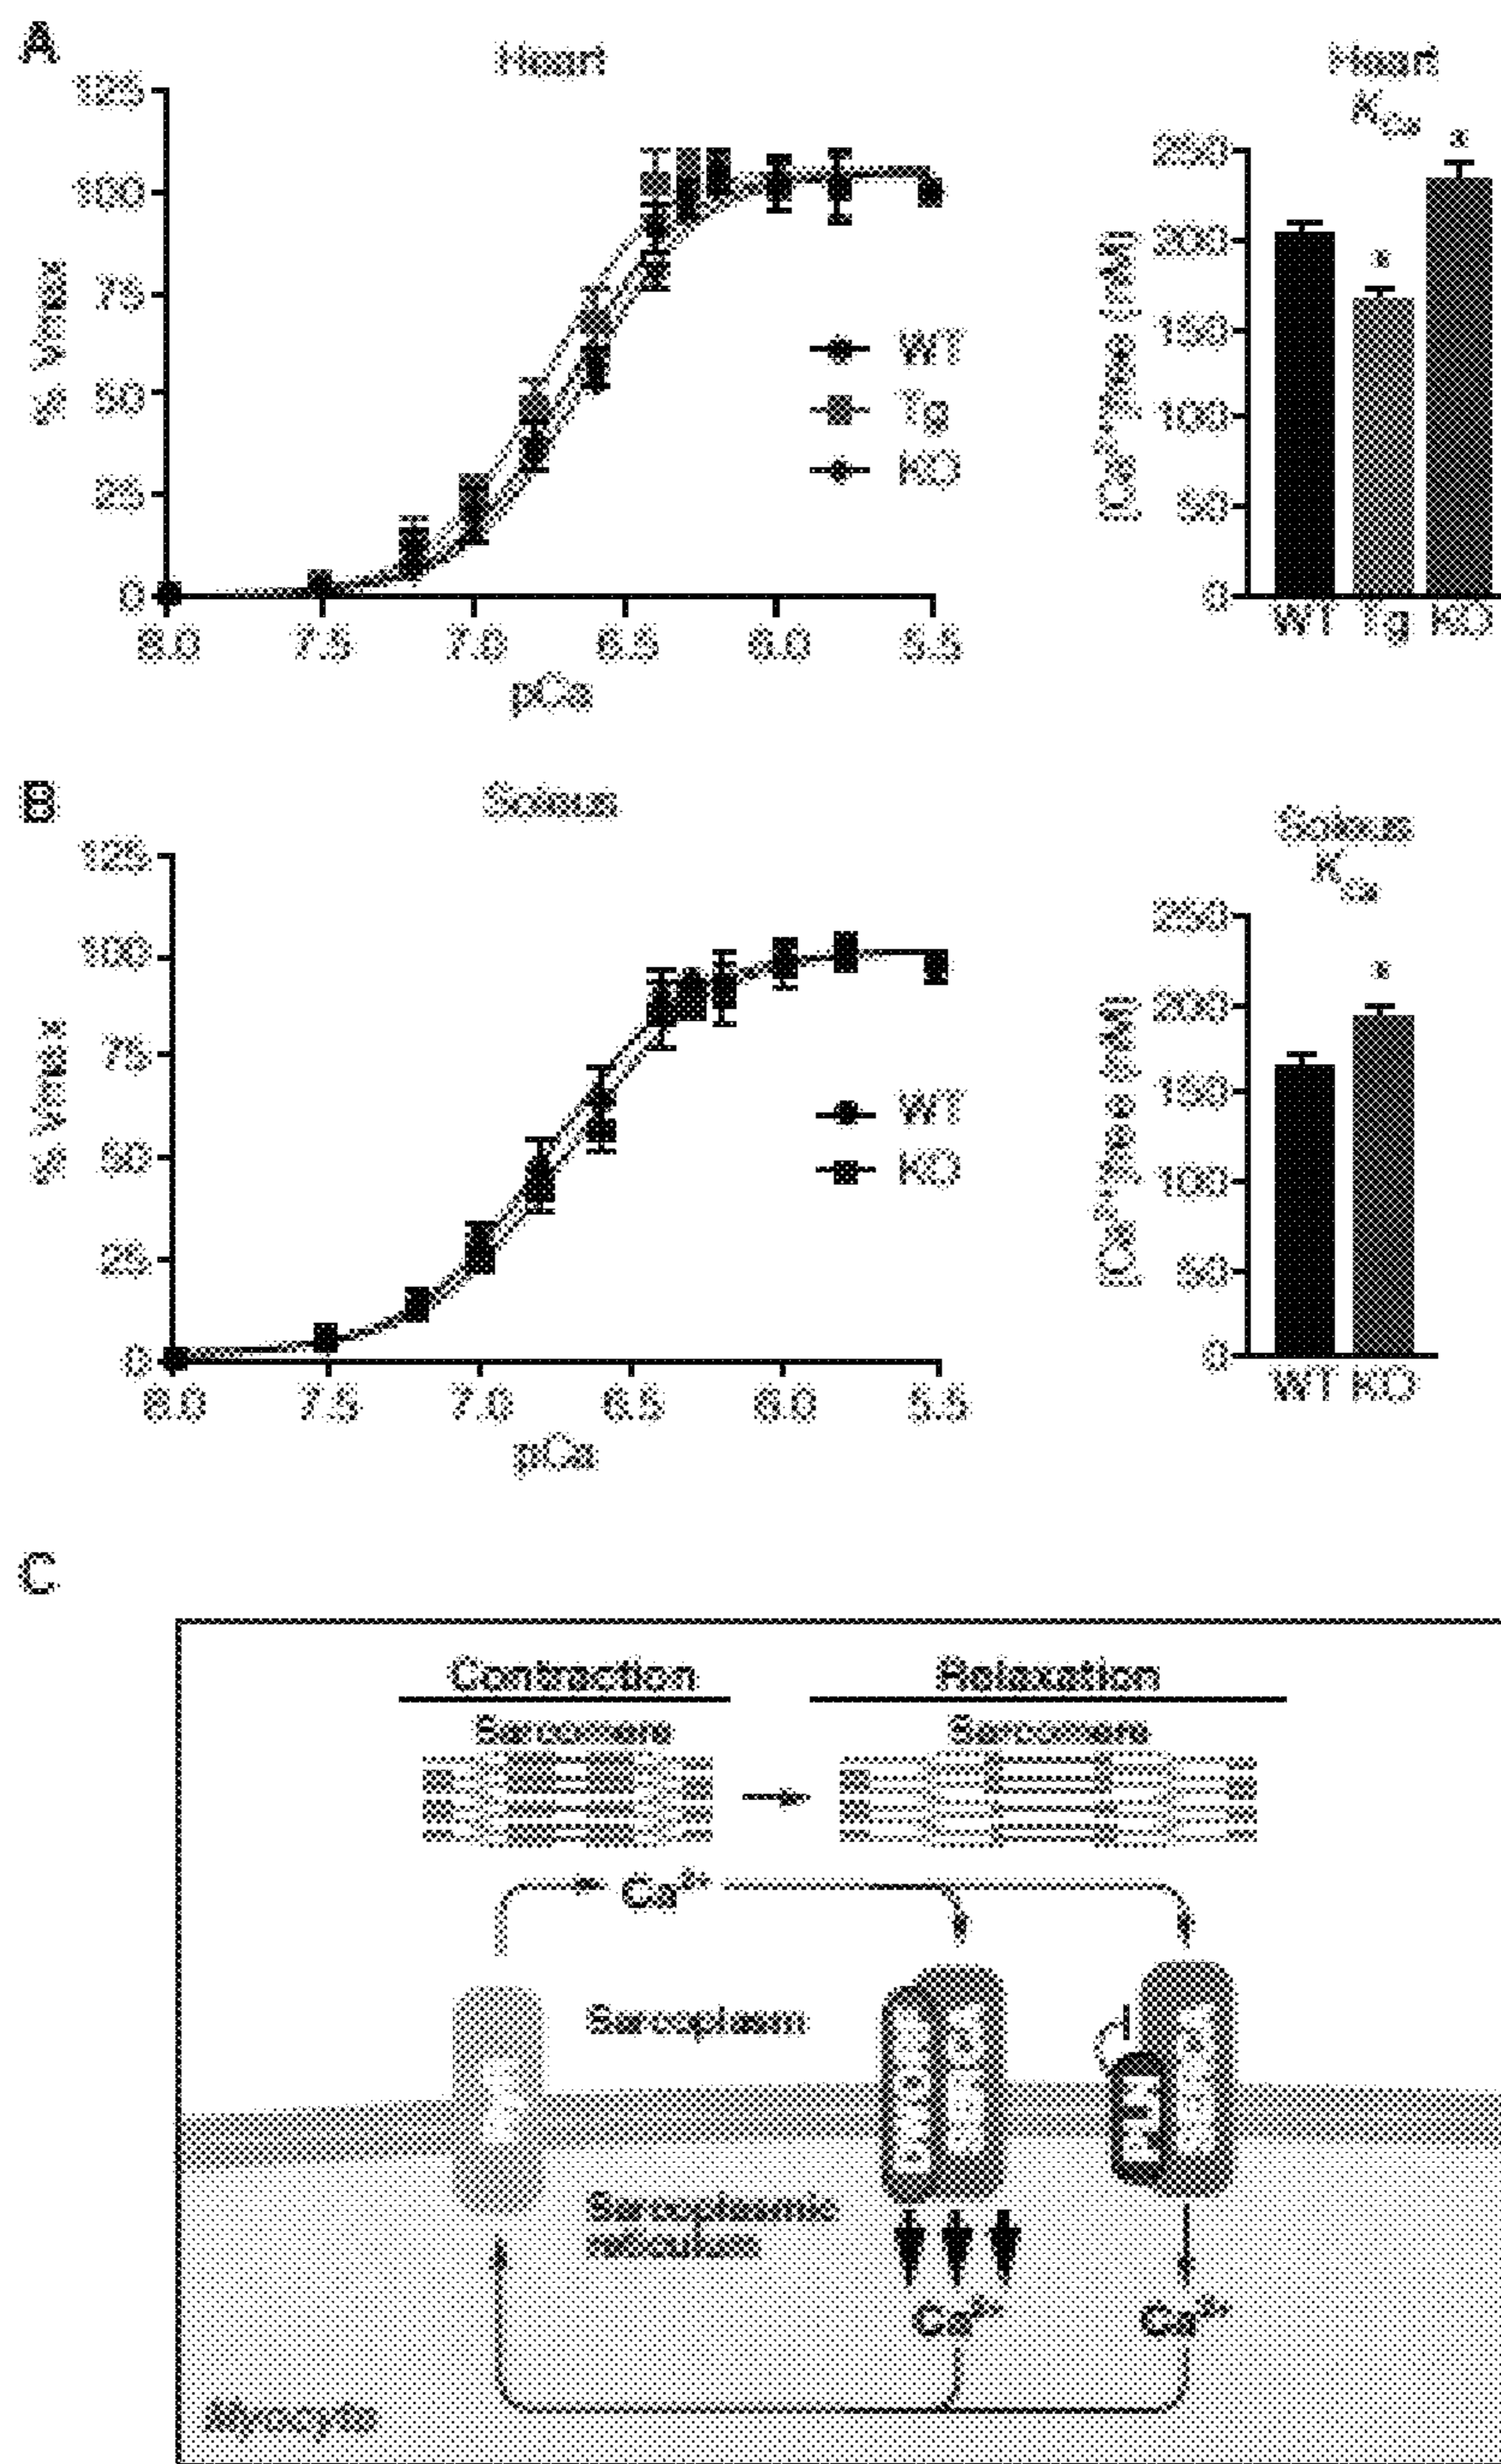 A
Heart
125
100
75
50
25
0
% Vmax
8.0 7.5 7.0 6.5 6.0 5.5
pCa
WT
Tg
KO
Heart
KCa
250
200
150
100
50
0
[Ca2+] free (nM)
WT Tg KO
*
*
B
Soleus
125
100
75
50
25
0
% Vmax
8.0 7.5 7.0 6.5 6.0 5.5
pCa
WT
KO
Soleus
KCa
250
200
150
100
50
0
[Ca2+] free (nM)
WT KO
*
C
Contraction
Relaxation
Sarcomere
Sarcomere
Ca2+
Sarcoplasm
DWORF
SERCA
PLN
SERCA
Sarcoplasmic
reticulum
Ca2+
Ca2+
Myocyte